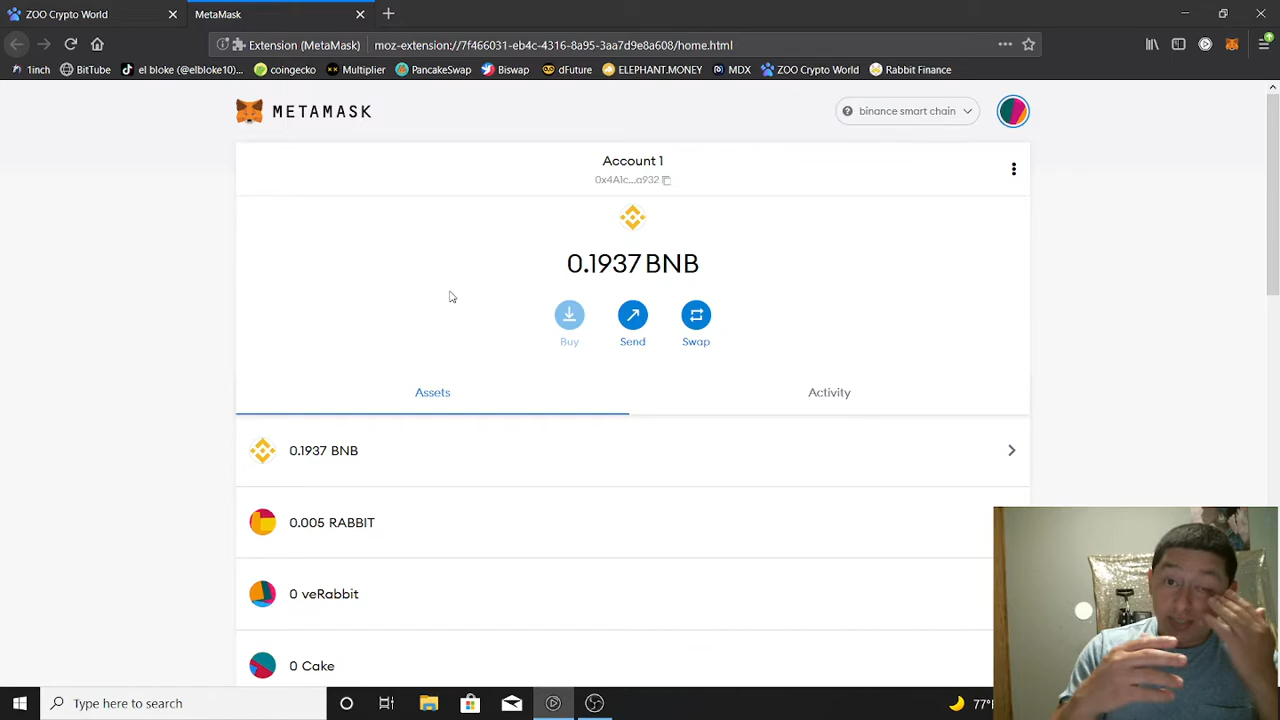 ZOO Crypto World
MetaMask
Extension (MetaMask)
moz-extension://7f466031-eb4c-4316-8a95-3aa7d9e8a608/home.html
1inch
BitTube
el bloke (@elbloke10)...
coingecko
Multiplier
PancakeSwap
Biswap
dFuture
ELEPHANT.MONEY
MDX
ZOO Crypto World
Rabbit Finance
METAMASK
binance smart chain
Account 1
0x4A1c...a932
0.1937 BNB
Buy
Send
Swap
Assets
Activity
0.1937 BNB
0.005 RABBIT
0 veRabbit
0 Cake
Type here to search
77°F